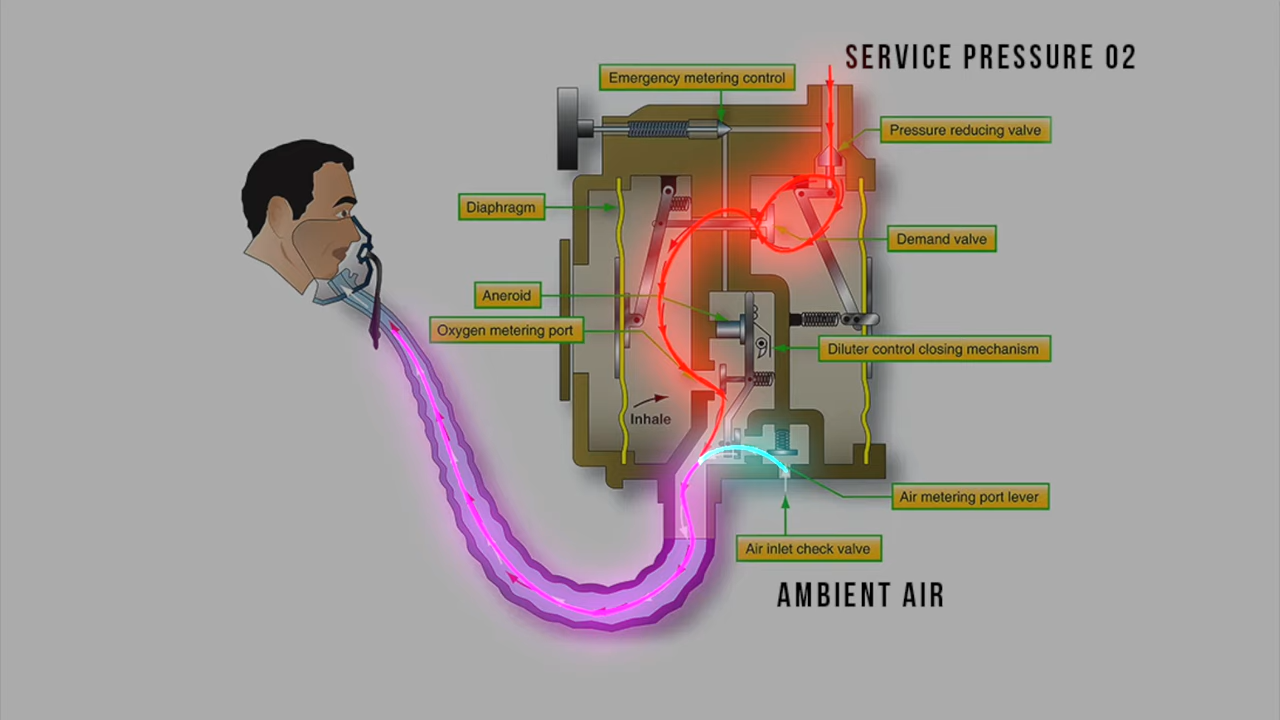 SERVICE PRESSURE O2
Emergency metering control
Pressure reducing valve
Diaphragm
Demand valve
Aneroid
Oxygen metering port
Diluter control closing mechanism
Inhale
Air metering port lever
Air inlet check valve
AMBIENT AIR